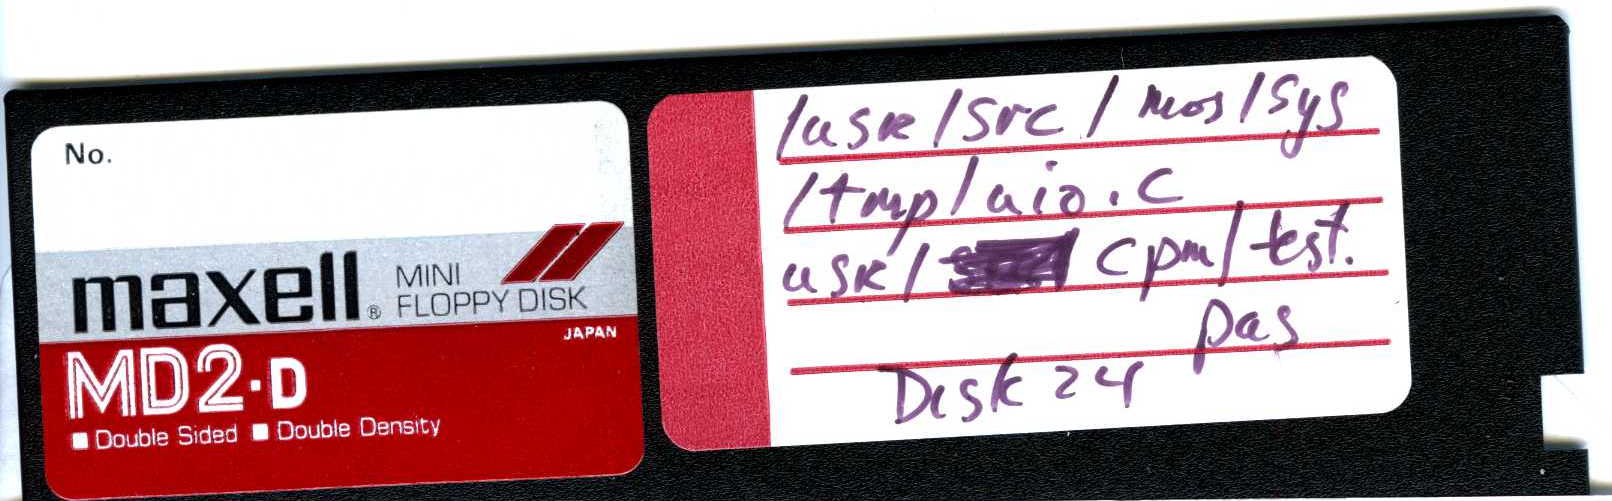 No.
maxell® MINI
FLOPPY DISK
JAPAN
MD2-D
Double Sided Double Density
/usr/src/mos/sys
/tmp/aio.c
usr/ cpm/test.
pas
Disk 24